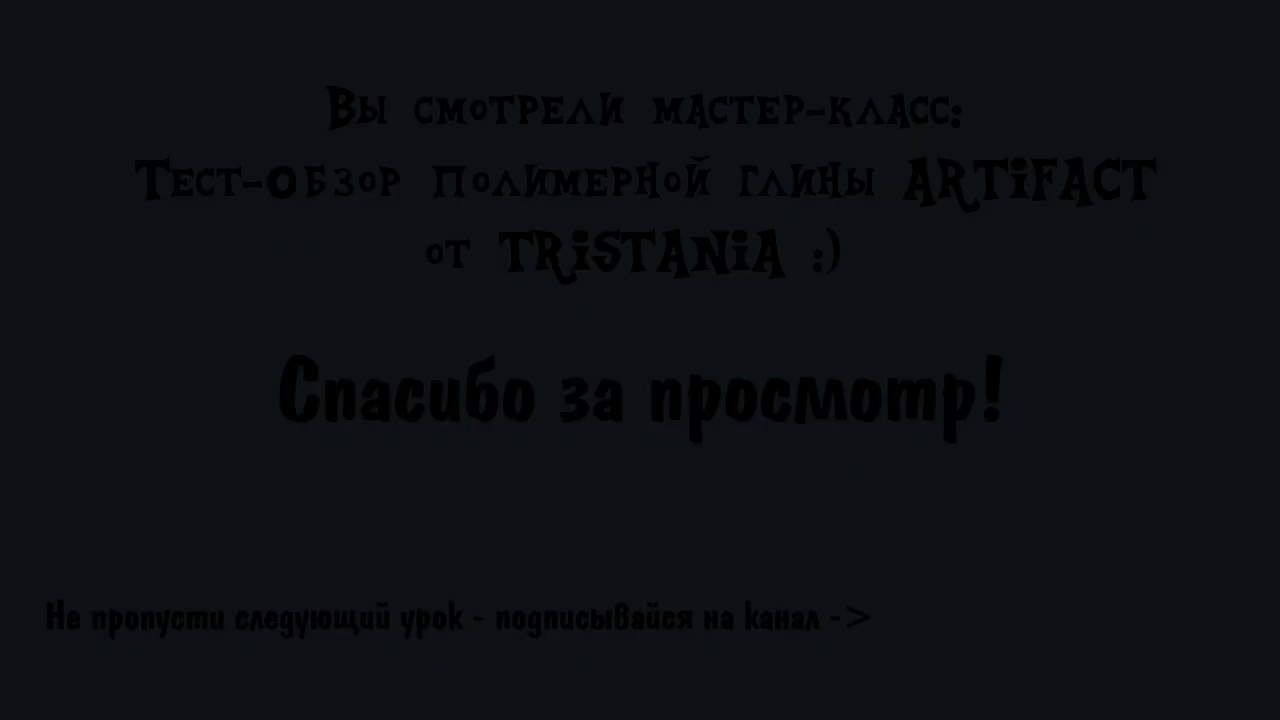 Вы смотрели мастер-класс:
Тест-Обзор полимерной глины ARTiFACT
от TRiSTANiA :)
Спасибо за просмотр!
Не пропусти следующий урок - подписывайся на канал ->